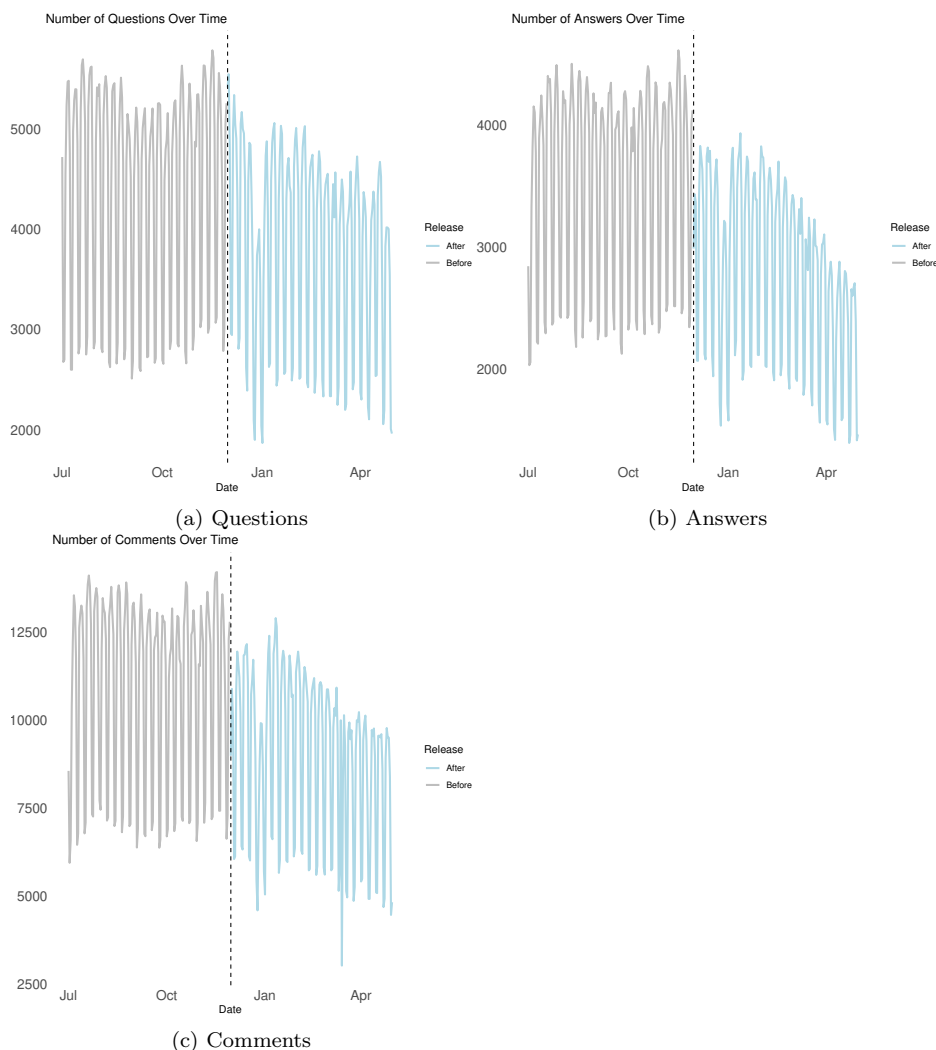 Number of Questions Over Time
5000
4000
3000
2000
Jul Oct Jan Apr
Date
Release
After
Before
(a) Questions
Number of Answers Over Time
4000
3000
2000
Jul Oct Jan Apr
Date
Release
After
Before
(b) Answers
Number of Comments Over Time
12500
10000
7500
5000
2500
Jul Oct Jan Apr
Date
Release
After
Before
(c) Comments